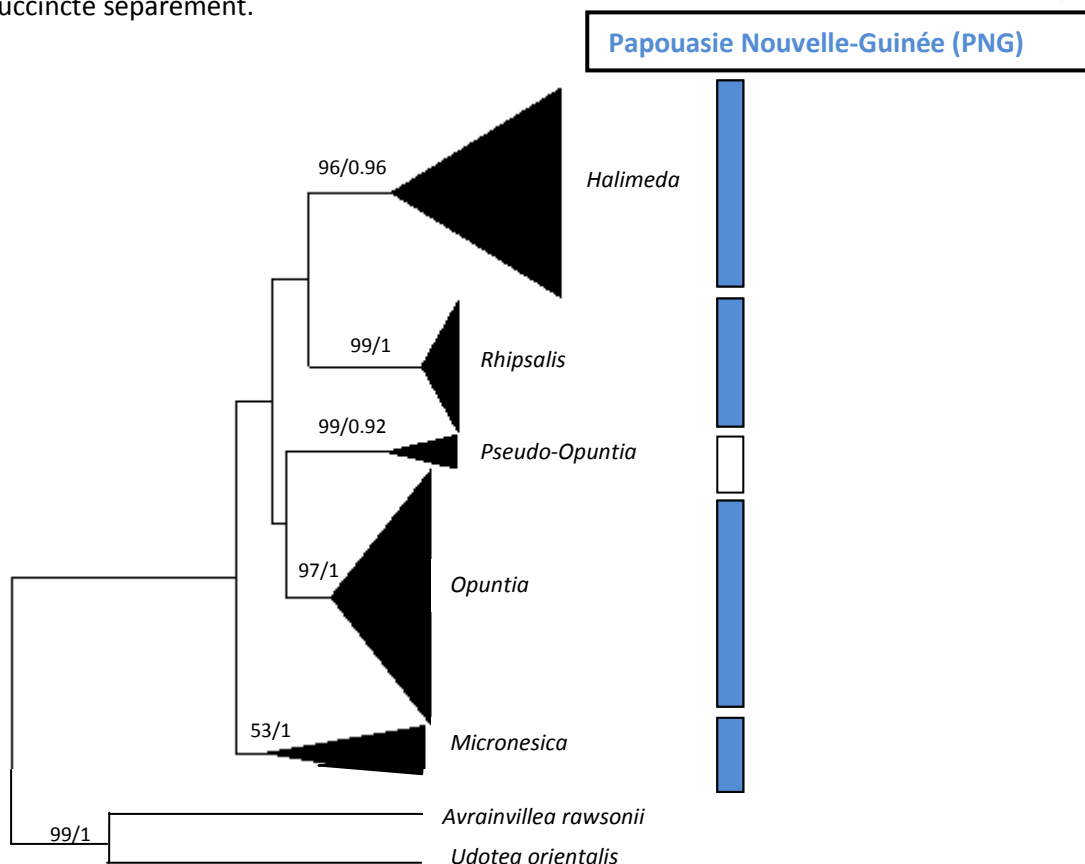 uccincte séparément.
Papouasie Nouvelle-Guinée (PNG)
96/0.96
Halimeda
99/1
Rhipsalis
99/0.92
Pseudo-Opuntia
97/1
Opuntia
53/1
Micronesica
Avrainvillea rawsonii
99/1
Udotea orientalis